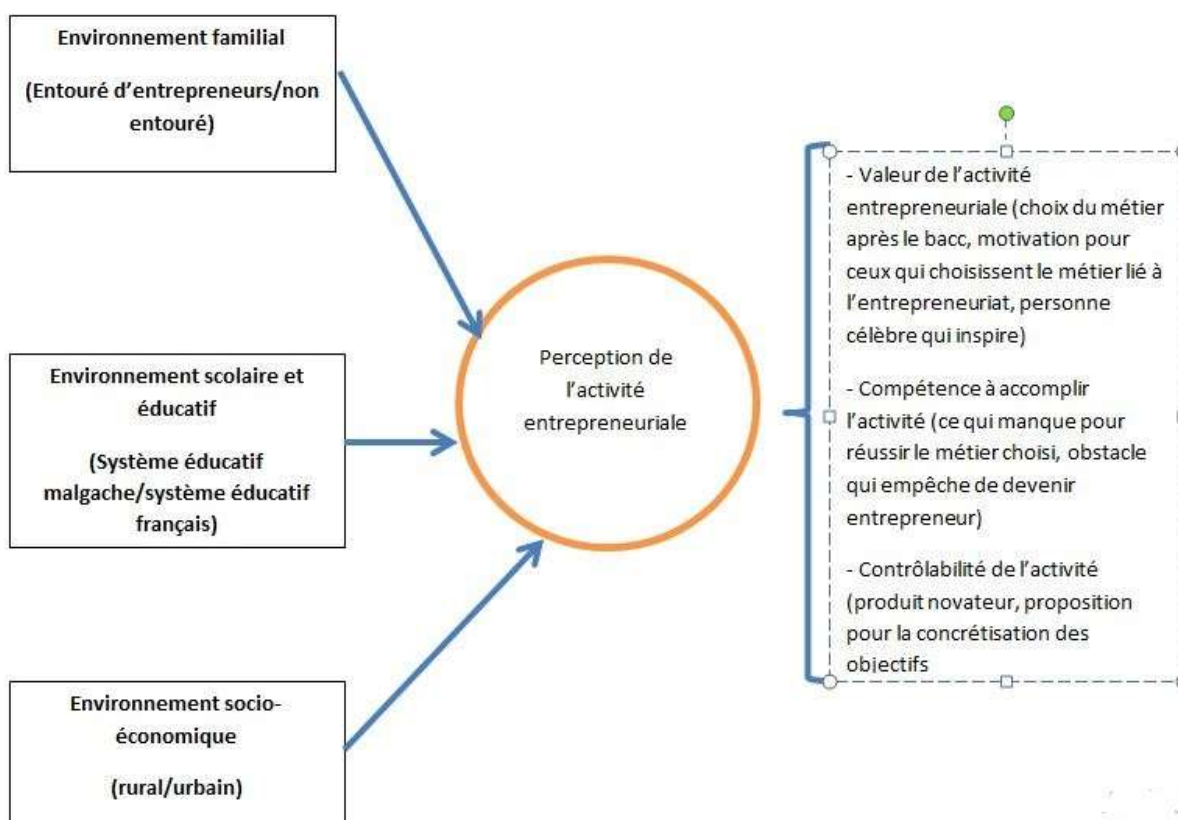 Environnement familial
(Entouré d'entrepreneurs/non
entouré)
Environnement scolaire et
éducatif
(Système éducatif
malgache/système éducatif
français)
Environnement socio-
économique
(rural/urbain)
Perception de
l'activité
entrepreneuriale
- Valeur de l'activité
entrepreneuriale (choix du métier
après le bacc, motivation pour
ceux qui choisissent le métier lié à
l'entrepreneuriat, personne
célèbre qui inspire)
- Compétence à accomplir
l'activité (ce qui manque pour
réussir le métier choisi, obstacle
qui empêche de devenir
entrepreneur)
- Contrôlabilité de l'activité
(produit novateur, proposition
pour la concrétisation des
objectifs